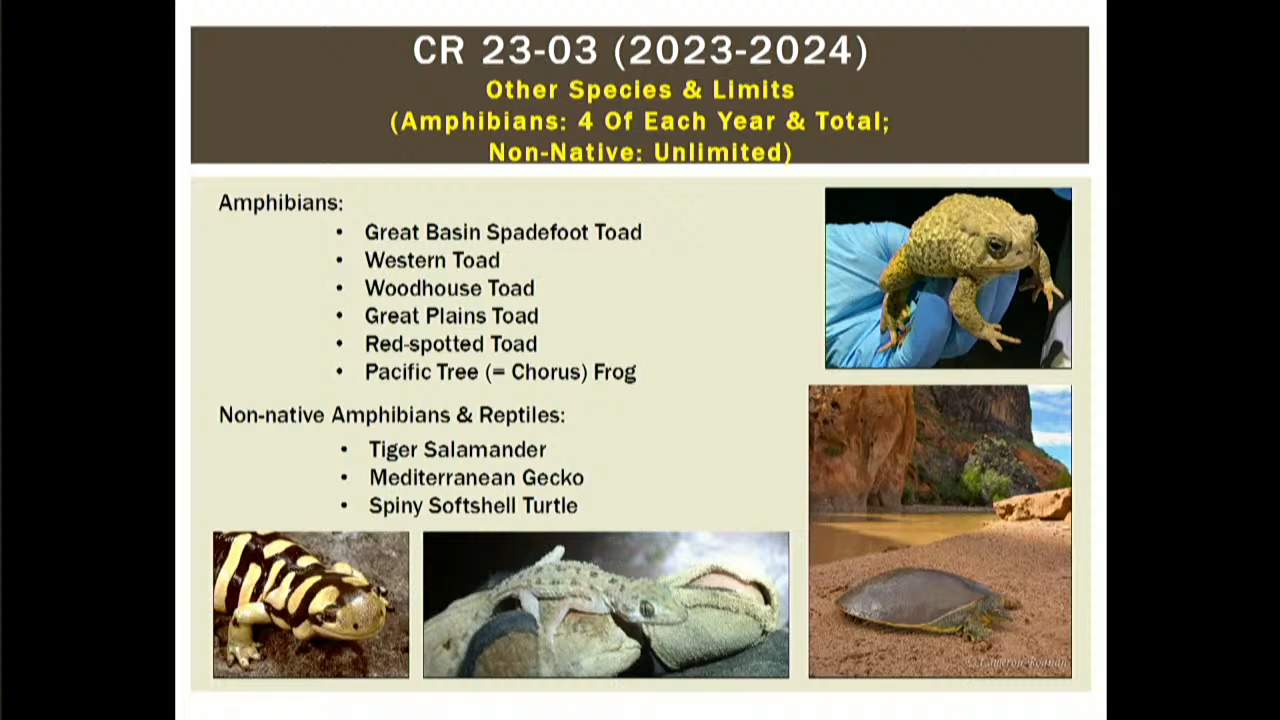 CR 23-03 (2023-2024)
Other Species & Limits
(Amphibians: 4 Of Each Year & Total;
Non-Native: Unlimited)
Amphibians:
• Great Basin Spadefoot Toad
• Western Toad
• Woodhouse Toad
• Great Plains Toad
• Red-spotted Toad
• Pacific Tree (= Chorus) Frog
Non-native Amphibians & Reptiles:
• Tiger Salamander
• Mediterranean Gecko
• Spiny Softshell Turtle
© Cameron Rognan